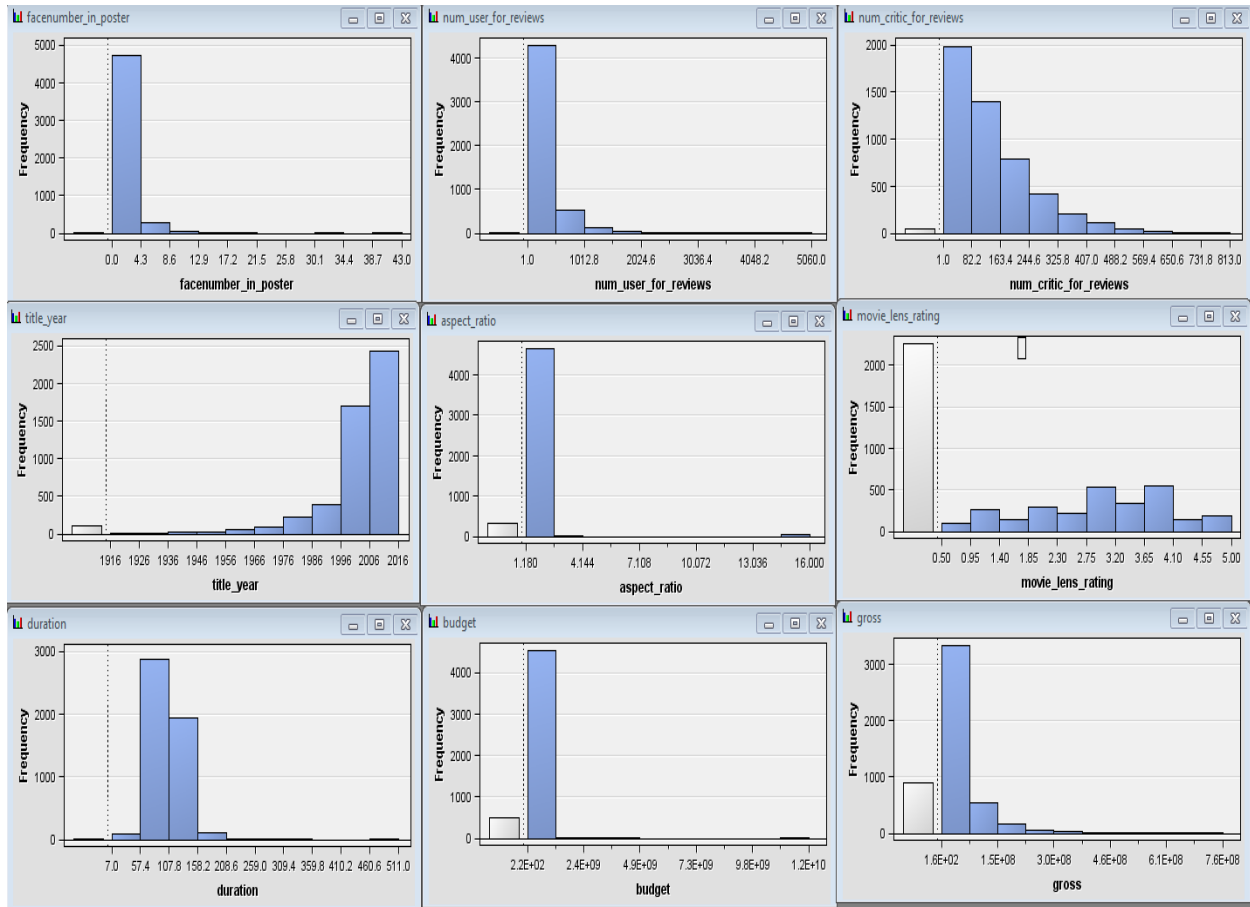 facenumber_in_poster
5000
4000
3000
2000
1000
0
Frequency
0.0 4.3 8.6 12.9 17.2 21.5 25.8 30.1 34.4 38.7 43.0
facenumber_in_poster
num_user_for_reviews
4000
3000
2000
1000
0
Frequency
1.0 1012.8 2024.6 3036.4 4048.2 5060.0
num_user_for_reviews
num_critic_for_reviews
2000
1500
1000
500
0
Frequency
1.0 82.2 163.4 244.6 325.8 407.0 488.2 569.4 650.6 731.8 813.0
num_critic_for_reviews
title_year
2500
2000
1500
1000
500
0
Frequency
1916 1926 1936 1946 1956 1966 1976 1986 1996 2006 2016
title_year
aspect_ratio
4000
3000
2000
1000
0
Frequency
1.180 4.144 7.108 10.072 13.036 16.000
aspect_ratio
movie_lens_rating
2000
1500
1000
500
0
Frequency
0.50 0.95 1.40 1.85 2.30 2.75 3.20 3.65 4.10 4.55 5.00
movie_lens_rating
duration
3000
2000
1000
0
Frequency
7.0 57.4 107.8 158.2 208.6 259.0 309.4 359.8 410.2 460.6 511.0
duration
budget
4000
3000
2000
1000
0
Frequency
2.2E+02 2.4E+09 4.9E+09 7.3E+09 9.8E+09 1.2E+10
budget
gross
3000
2000
1000
0
Frequency
1.6E+02 1.5E+08 3.0E+08 4.6E+08 6.1E+08 7.6E+08
gross